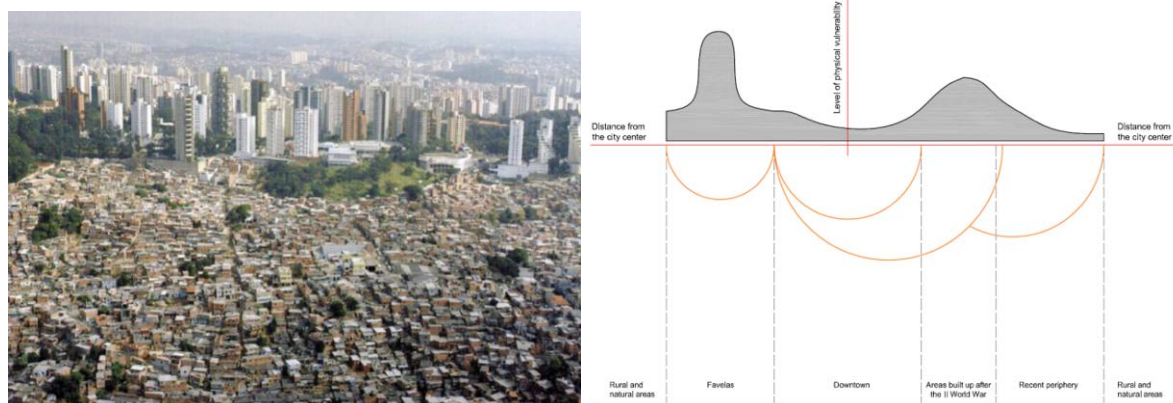 Level of physical vulnerability
Distance from
the city center
Distance from
the city center
Rural and
natural areas
Favelas
Downtown
Areas built up after
the II World War
Recent periphery
Rural and
natural areas